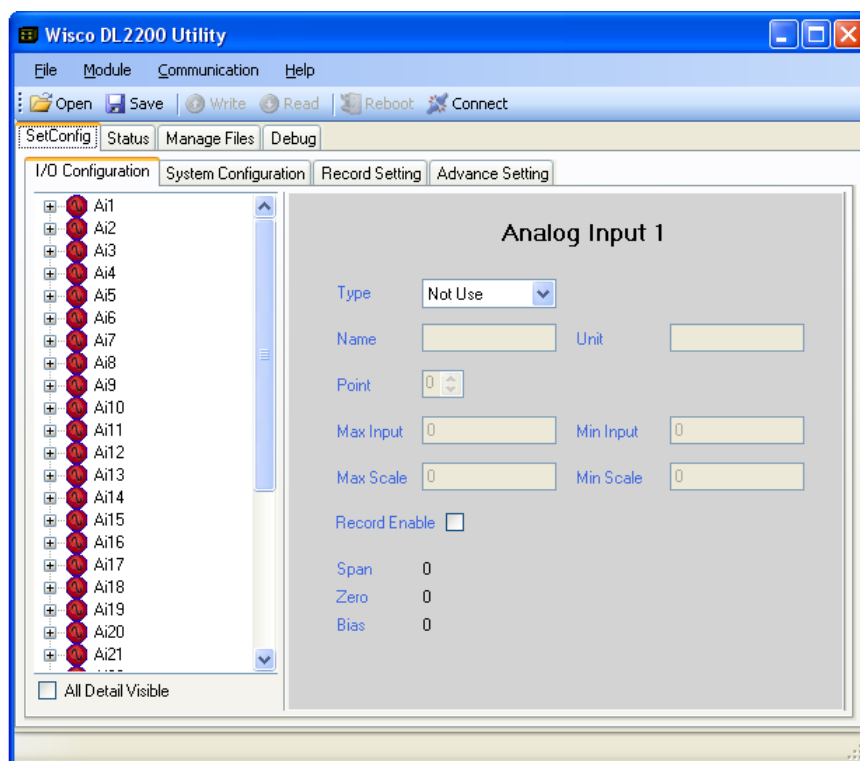 Wisco DL2200 Utility
File Module Communication Help
Open Save Write Read Reboot Connect
SetConfig Status Manage Files Debug
I/O Configuration System Configuration Record Setting Advance Setting
Ai1
Ai2
Ai3
Ai4
Ai5
Ai6
Ai7
Ai8
Ai9
Ai10
Ai11
Ai12
Ai13
Ai14
Ai15
Ai16
Ai17
Ai18
Ai19
Ai20
Ai21
All Detail Visible
Analog Input 1
Type Not Use
Name Unit
Point 0
Max Input 0 Min Input 0
Max Scale 0 Min Scale 0
Record Enable
Span 0
Zero 0
Bias 0